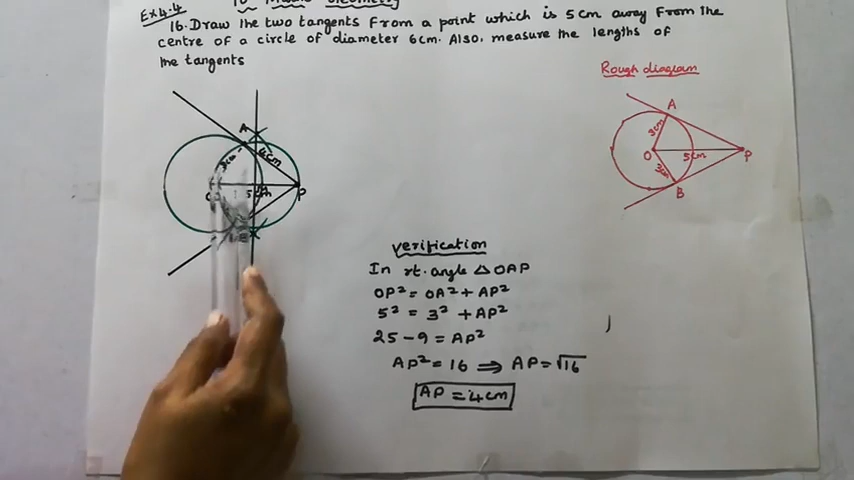 Ex 4.4
16. Draw the two tangents from a point which is 5cm away from the
centre of a circle of diameter 6cm. Also, measure the lengths of
the tangents
Rough diagram
A
3cm
O
5cm
P
3cm
B
A
3cm
4cm
5cm
P
verification
In rt. angle △OAP
OP² = OA² + AP²
5² = 3² + AP²
25 - 9 = AP²
AP² = 16 ⟹ AP = √16
AP = 4cm